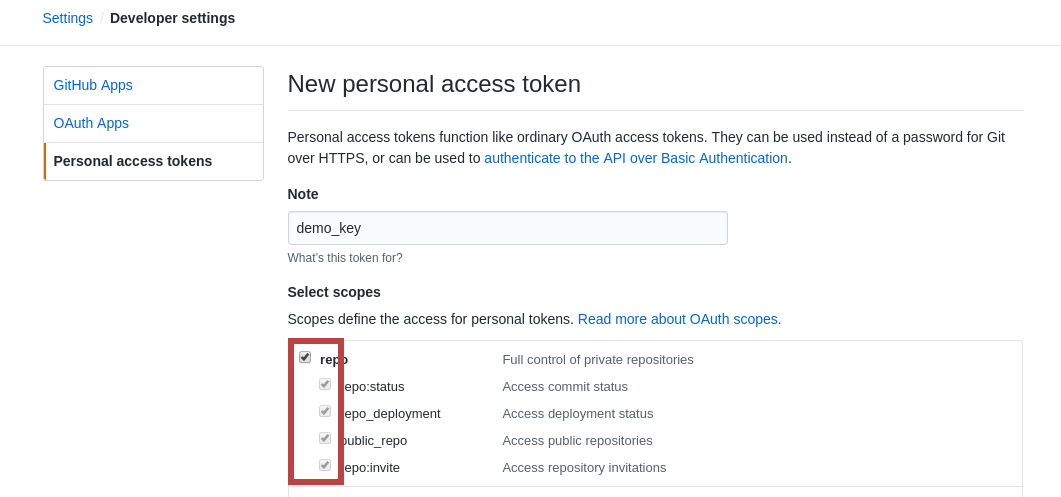 Settings / Developer settings
GitHub Apps
OAuth Apps
Personal access tokens
New personal access token
Personal access tokens function like ordinary OAuth access tokens. They can be used instead of a password for Git
over HTTPS, or can be used to authenticate to the API over Basic Authentication.
Note
demo_key
What's this token for?
Select scopes
Scopes define the access for personal tokens. Read more about OAuth scopes.
repo Full control of private repositories
repo:status Access commit status
repo_deployment Access deployment status
public_repo Access public repositories
repo:invite Access repository invitations